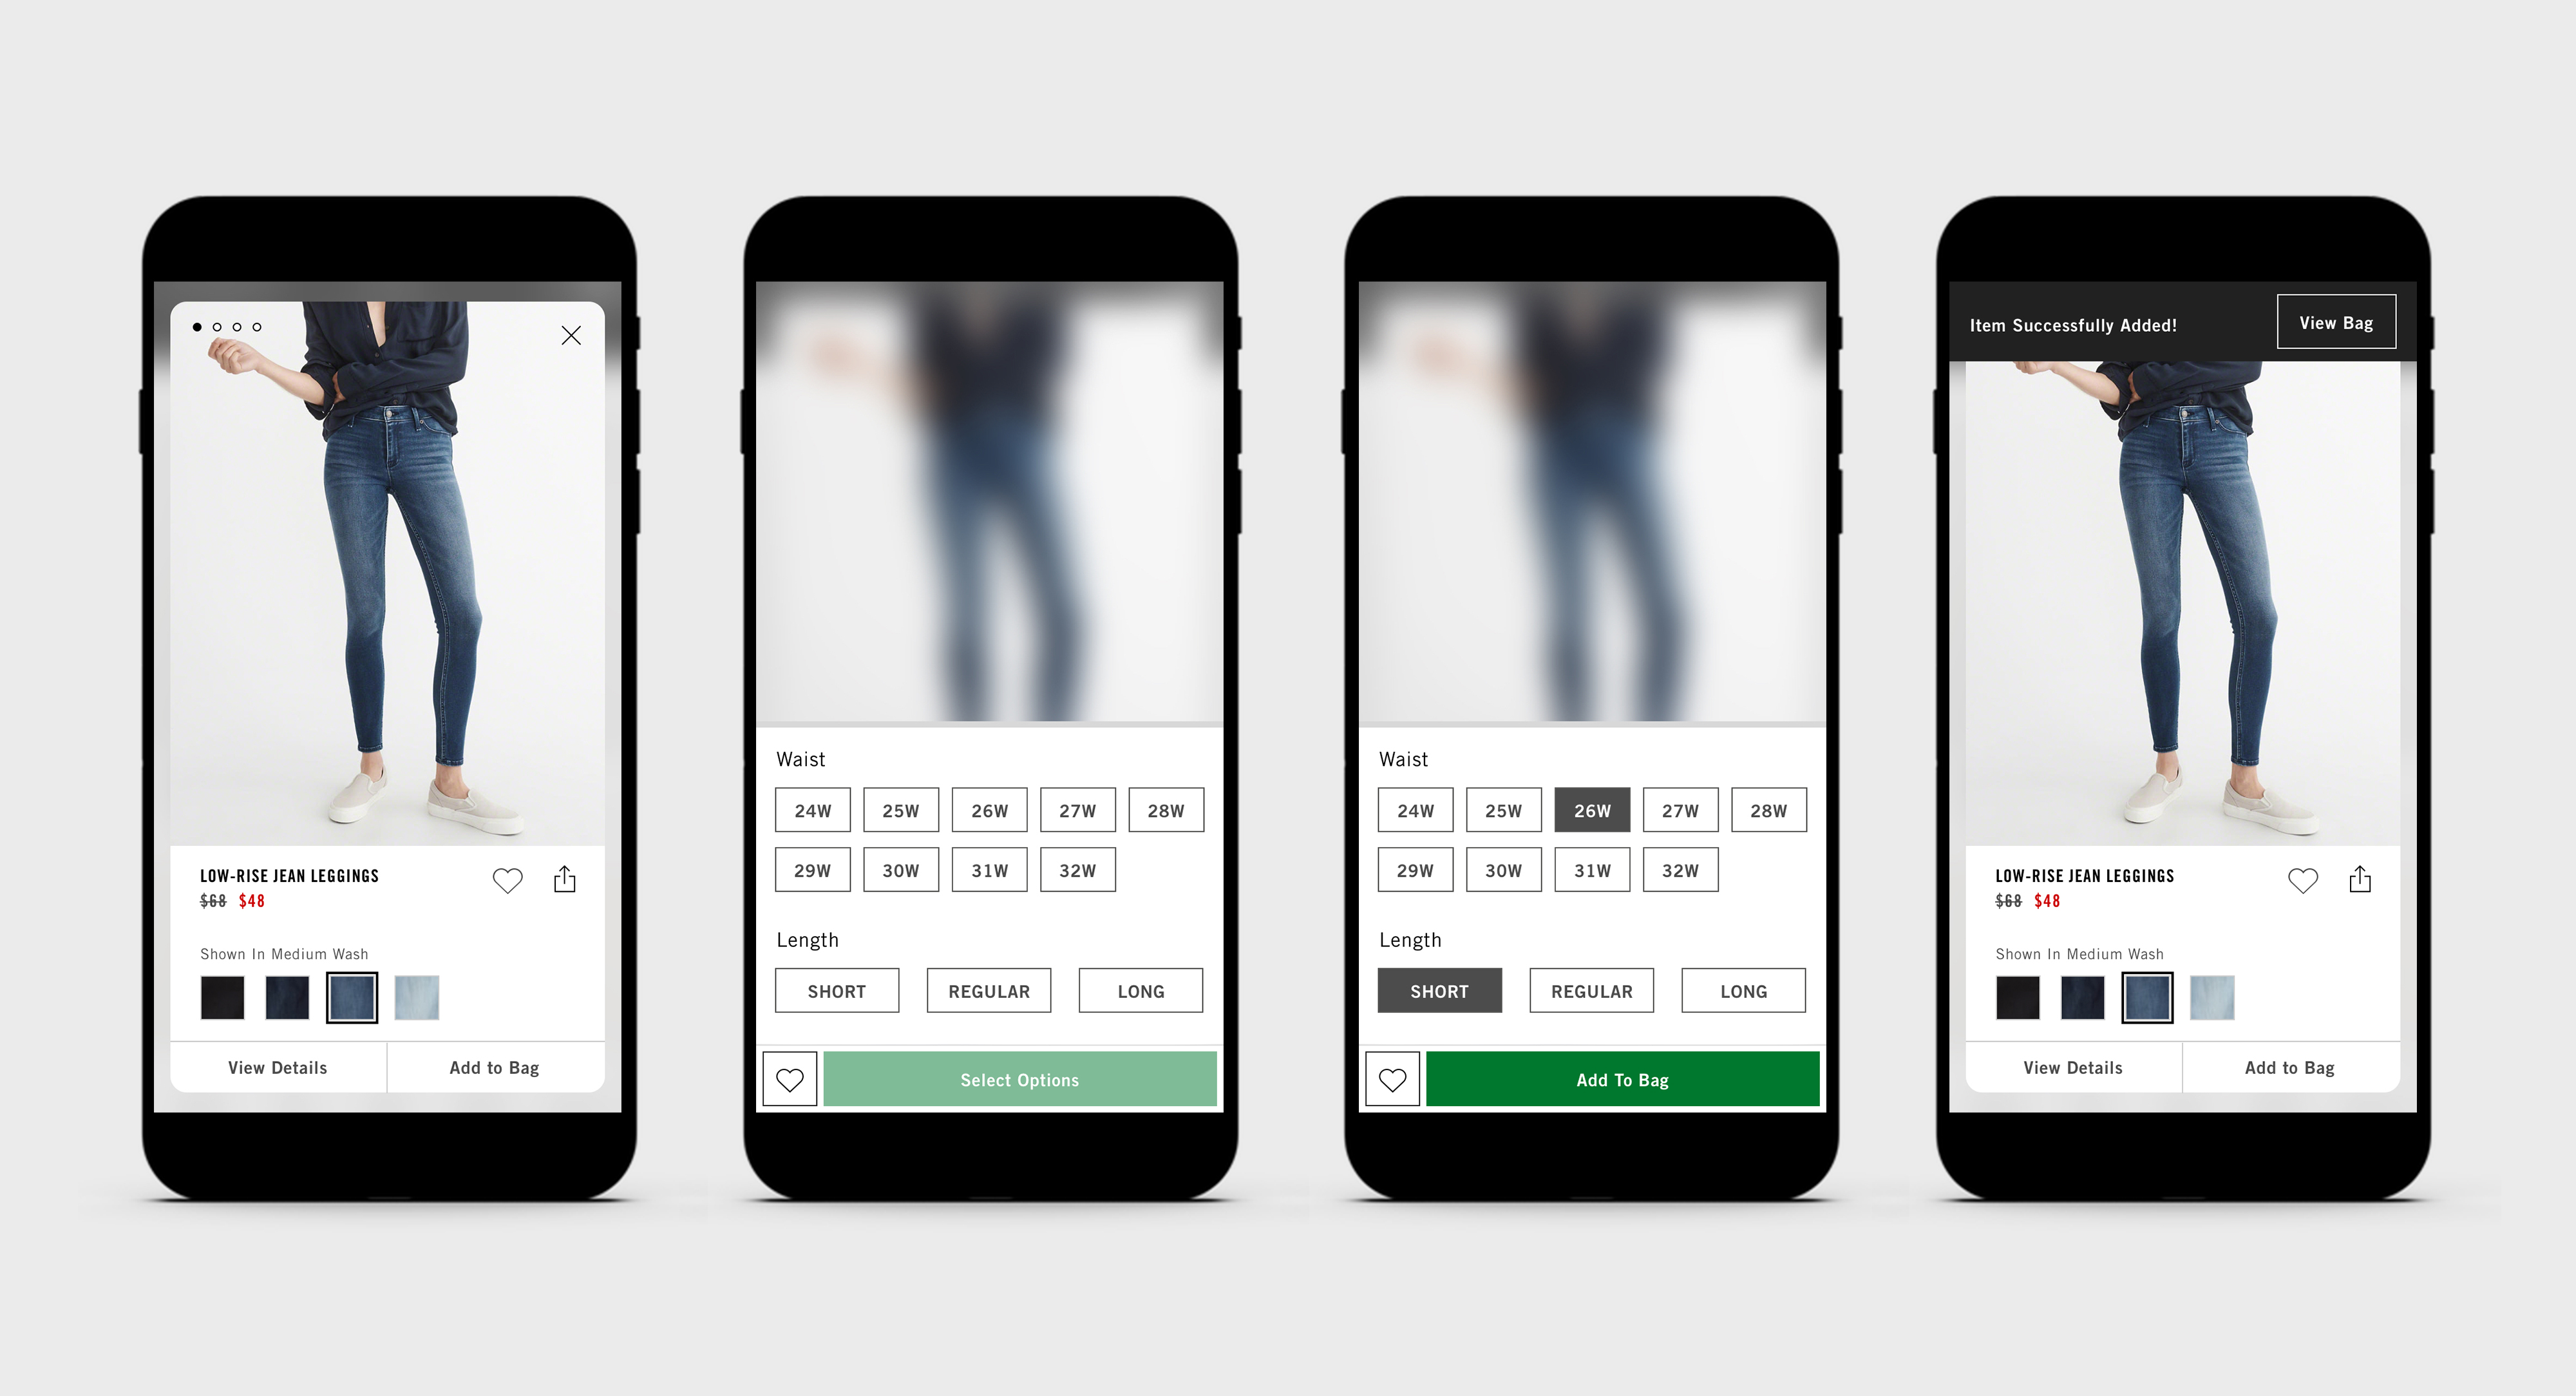 LOW-RISE JEAN LEGGINGS
$68 $48
Shown In Medium Wash
View Details Add to Bag
Waist
24W 25W 26W 27W 28W
29W 30W 31W 32W
Length
SHORT REGULAR LONG
Select Options
Waist
24W 25W 26W 27W 28W
29W 30W 31W 32W
Length
SHORT REGULAR LONG
Add To Bag
Item Successfully Added! View Bag
LOW-RISE JEAN LEGGINGS
$68 $48
Shown In Medium Wash
View Details Add to Bag